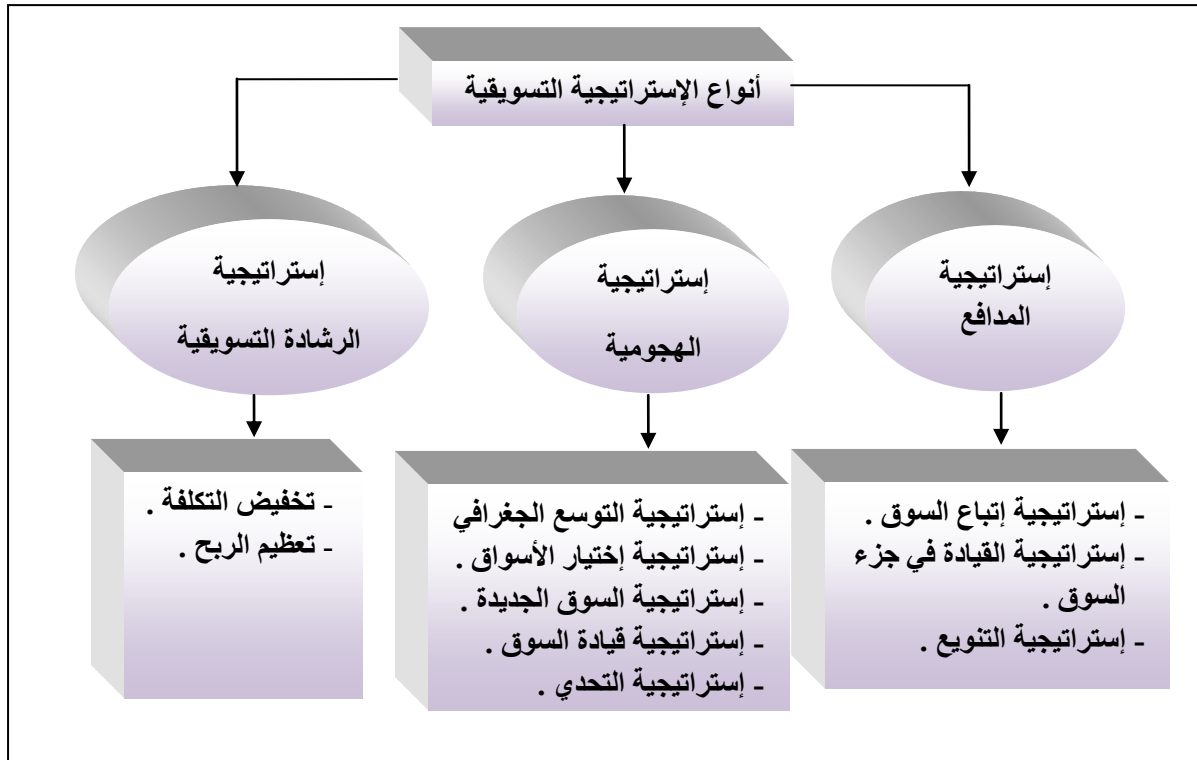 أنواع الإستراتيجية التسويقية
إستراتيجية
المدافع
إستراتيجية
الهجومية
إستراتيجية
الرشادة التسويقية
- إستراتيجية إتباع السوق .
- إستراتيجية القيادة في جزء
السوق .
- إستراتيجية التنويع .
- إستراتيجية التوسع الجغرافي
- إستراتيجية إختيار الأسواق .
- إستراتيجية السوق الجديدة .
- إستراتيجية قيادة السوق .
- إستراتيجية التحدي .
- تخفيض التكلفة .
- تعظيم الربح .